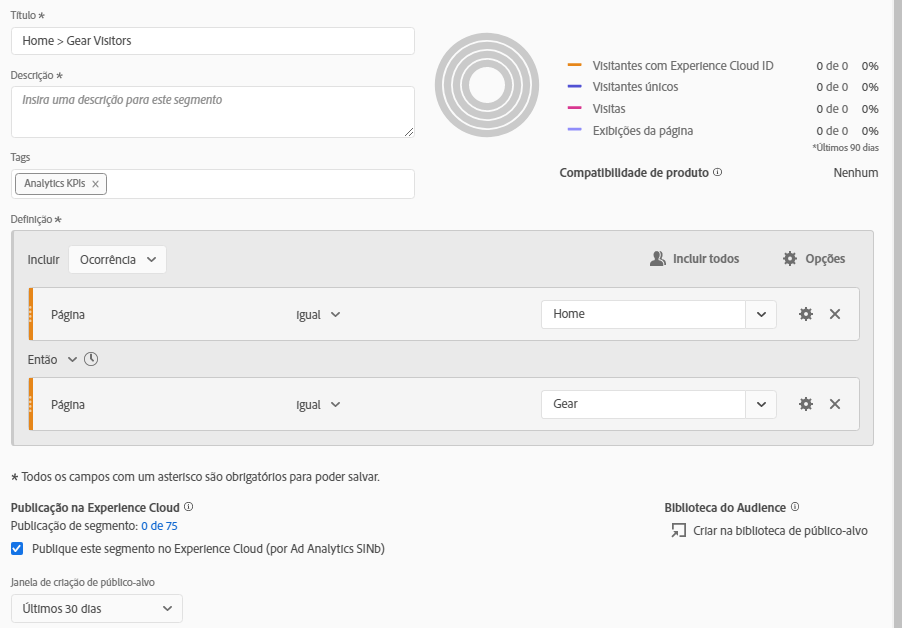 Título *
Home > Gear Visitors
Descrição *
Insira uma descrição para este segmento
Tags
Analytics KPIs ×
Visitantes com Experience Cloud ID 0 de 0 0%
Visitantes únicos 0 de 0 0%
Visitas 0 de 0 0%
Exibições da página 0 de 0 0%
*Últimos 90 dias
Compatibilidade de produto Nenhum
Definição *
Incluir Ocorrência Incluir todos Opções
Página igual Home
Então
Página igual Gear
* Todos os campos com um asterisco são obrigatórios para poder salvar.
Publicação na Experience Cloud
Publicação de segmento: 0 de 75
Publique este segmento no Experience Cloud (por Ad Analytics SINb)
Biblioteca do Audience
Criar na biblioteca de público-alvo
Janela de criação de público-alvo
Últimos 30 dias